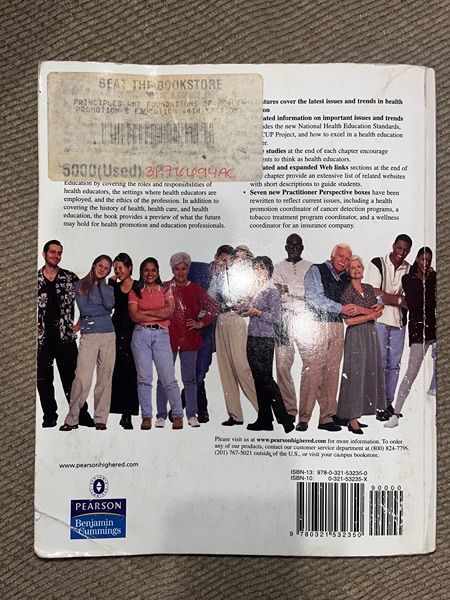 BEAT THE BOOKSTORE
PRINCIPLES AND FOUNDATIONS OF HEALTH
PROMOTION & EDUCATION (4TH EDITION)
5000(Used) 3P76694AC
Education by covering the roles and responsibilities of
health educators, the settings where health educators are
employed, and the ethics of the profession. In addition to
covering the history of health, health care, and health
education, the book provides a preview of what the future
may hold for health promotion and education professionals.
cover the latest issues and trends in health
information on important issues and trends
the new National Health Education Standards,
CUP Project, and how to excel in a health education
studies at the end of each chapter encourage
to think as health educators.
and expanded Web links sections at the end of
chapter provide an extensive list of related websites
with short descriptions to guide students.
• Seven new Practitioner Perspective boxes have been
rewritten to reflect current issues, including a health
promotion coordinator of cancer detection programs, a
tobacco treatment program coordinator, and a wellness
coordinator for an insurance company.
Please visit us at www.pearsonhighered.com for more information. To order
any of our products, contact our customer service department at (800) 824-7799,
(201) 767-5021 outside of the U.S., or visit your campus bookstore.
www.pearsonhighered.com
PEARSON
Benjamin
Cummings
ISBN-13: 978-0-321-53235-0
ISBN-10: 0-321-53235-X
90000
9 780321 532350